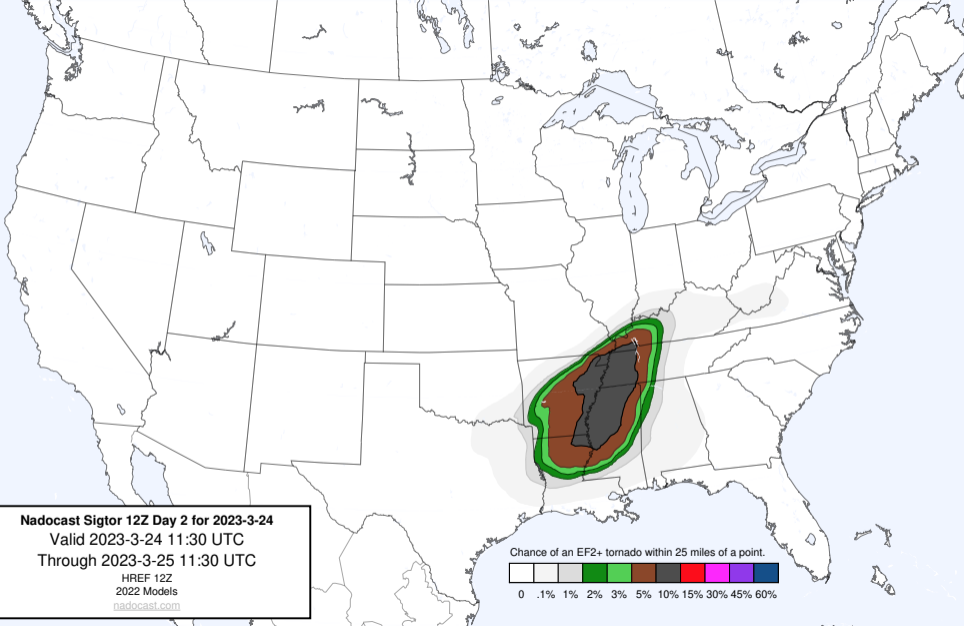 Nadocast Sigtor 12Z Day 2 for 2023-3-24
Valid 2023-3-24 11:30 UTC
Through 2023-3-25 11:30 UTC
HREF 12Z
2022 Models
nadocast.com
Chance of an EF2+ tornado within 25 miles of a point.
0 .1% 1% 2% 3% 5% 10% 15% 30% 45% 60%